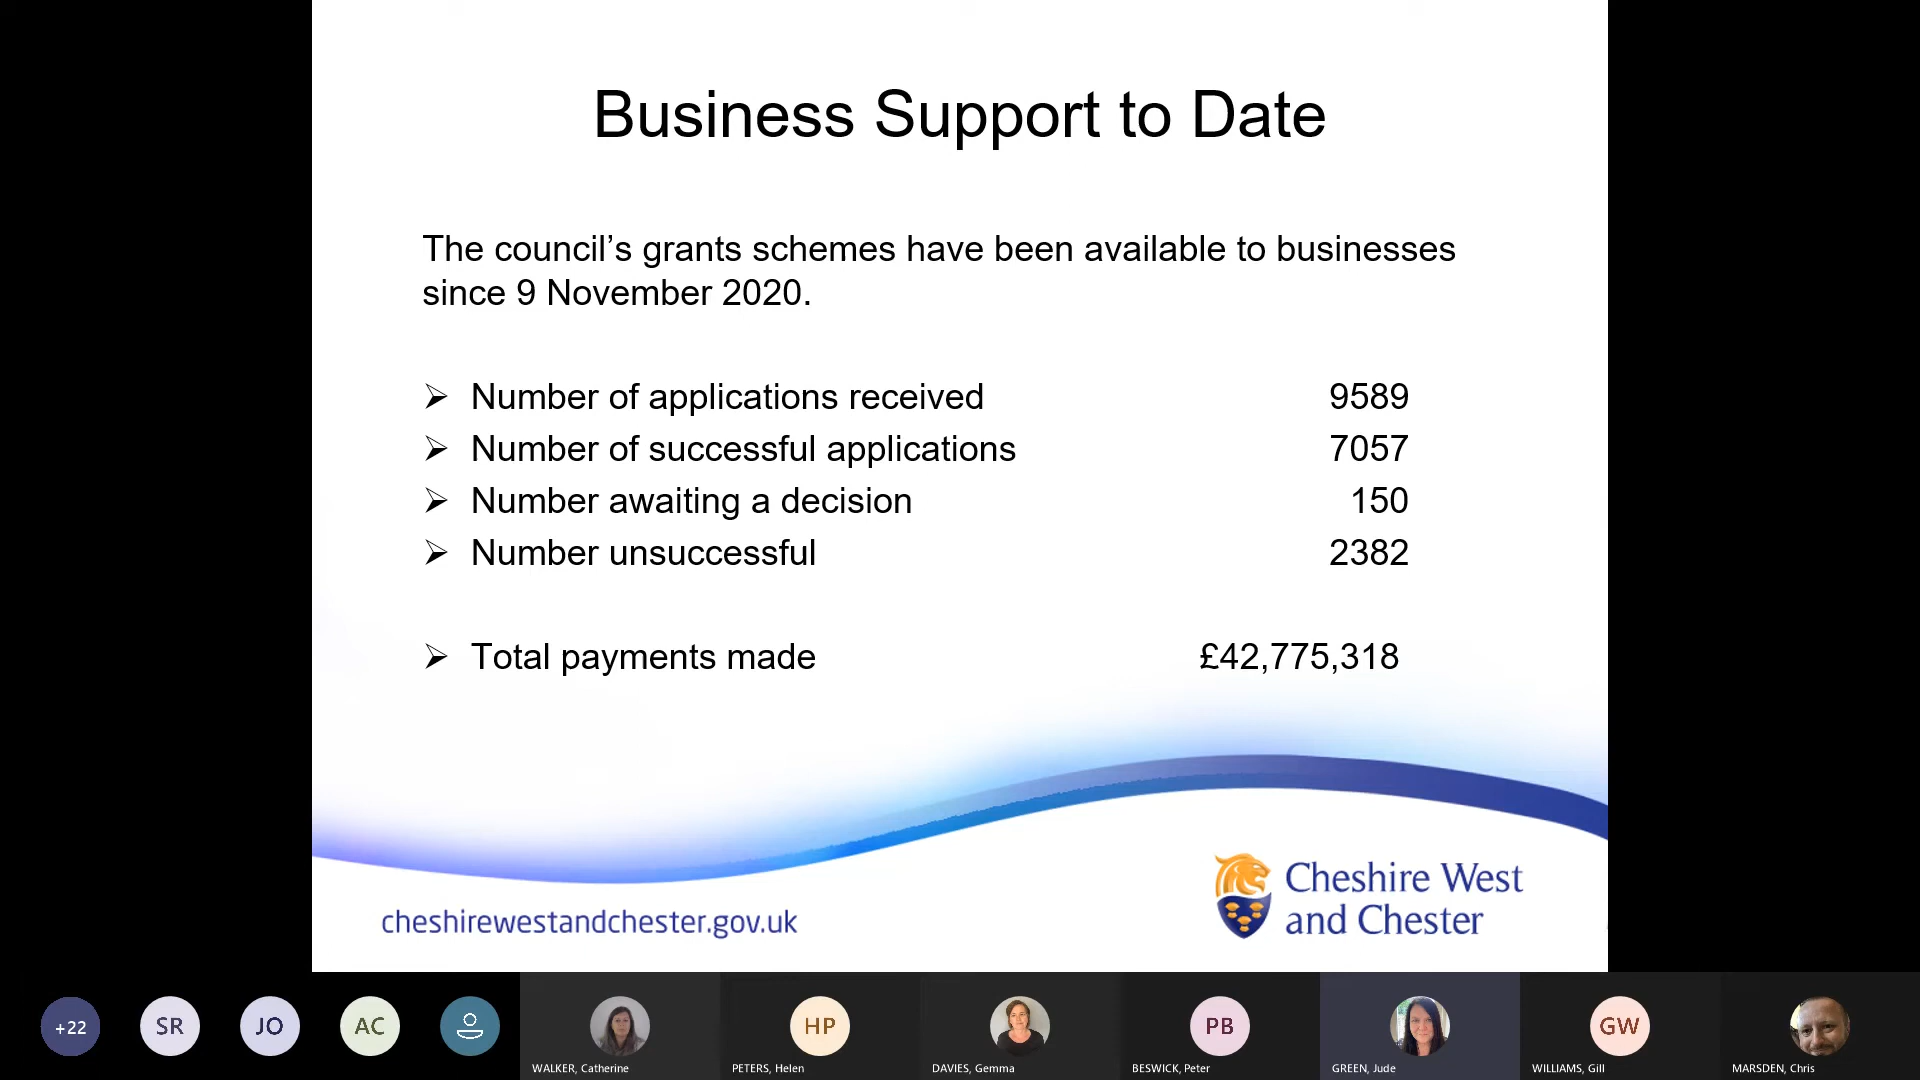 Business Support to Date
The council’s grants schemes have been available to businesses
since 9 November 2020.
➢ Number of applications received 9589
➢ Number of successful applications 7057
➢ Number awaiting a decision 150
➢ Number unsuccessful 2382
➢ Total payments made £42,775,318
cheshirewestandchester.gov.uk
Cheshire West
and Chester
+22 SR JO AC HP PB GW
WALKER, Catherine PETERS, Helen DAVIES, Gemma BESWICK, Peter GREEN, Jude WILLIAMS, Gill MARSDEN, Chris